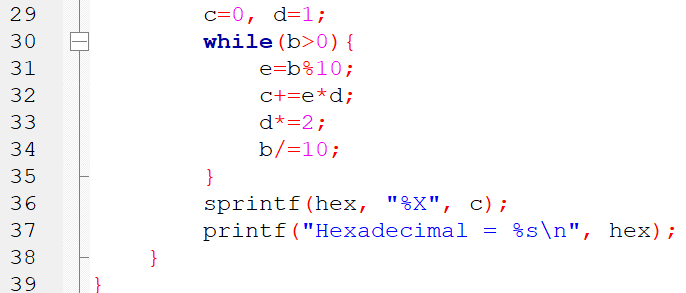 29 c=0, d=1;
30 while(b>0){
31 e=b%10;
32 c+=e*d;
33 d*=2;
34 b/=10;
35 }
36 sprintf(hex, "%X", c);
37 printf("Hexadecimal = %s\n", hex);
38 }
39 }